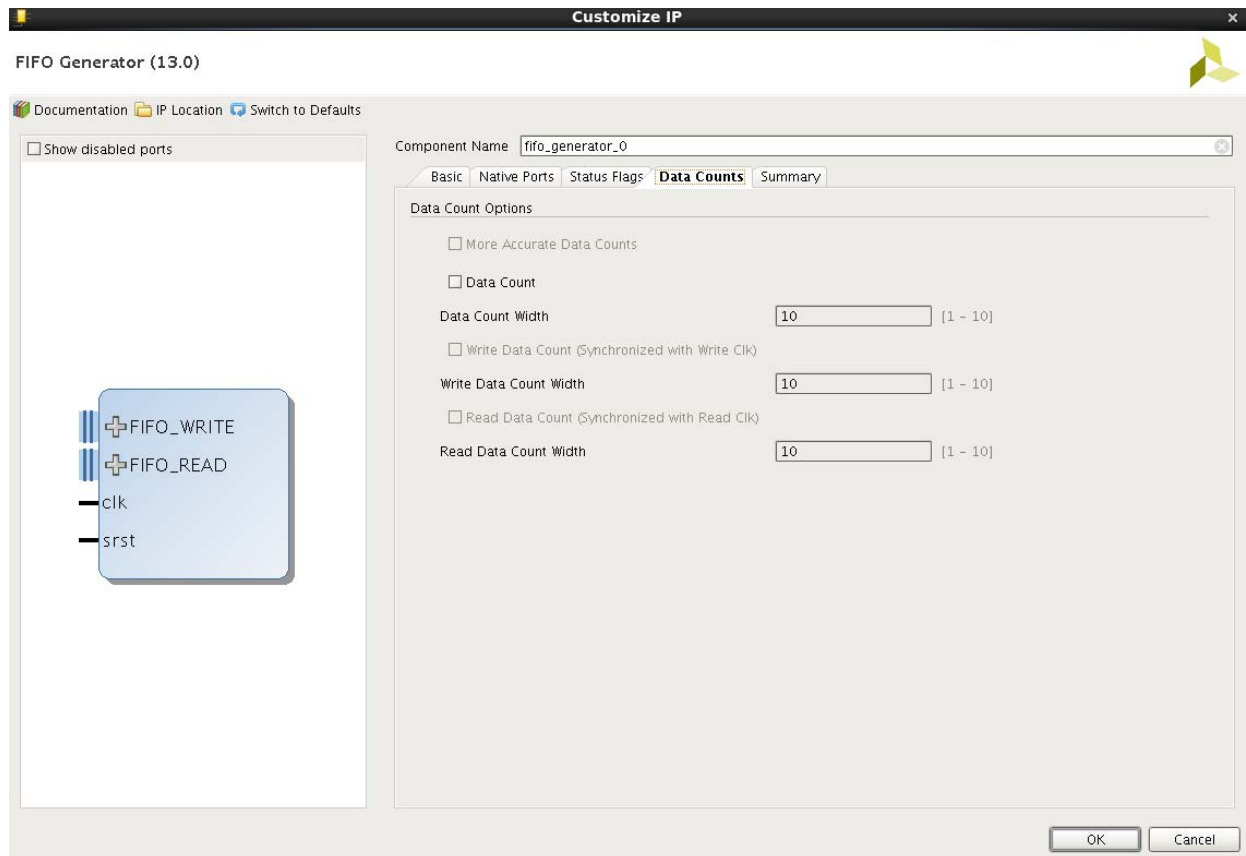 Customize IP
FIFO Generator (13.0)
Documentation IP Location Switch to Defaults
Show disabled ports
FIFO_WRITE
FIFO_READ
clk
srst
Component Name fifo_generator_0
Basic Native Ports Status Flags Data Counts Summary
Data Count Options
More Accurate Data Counts
Data Count
Data Count Width 10 [1 - 10]
Write Data Count (Synchronized with Write Clk)
Write Data Count Width 10 [1 - 10]
Read Data Count (Synchronized with Read Clk)
Read Data Count Width 10 [1 - 10]
OK Cancel